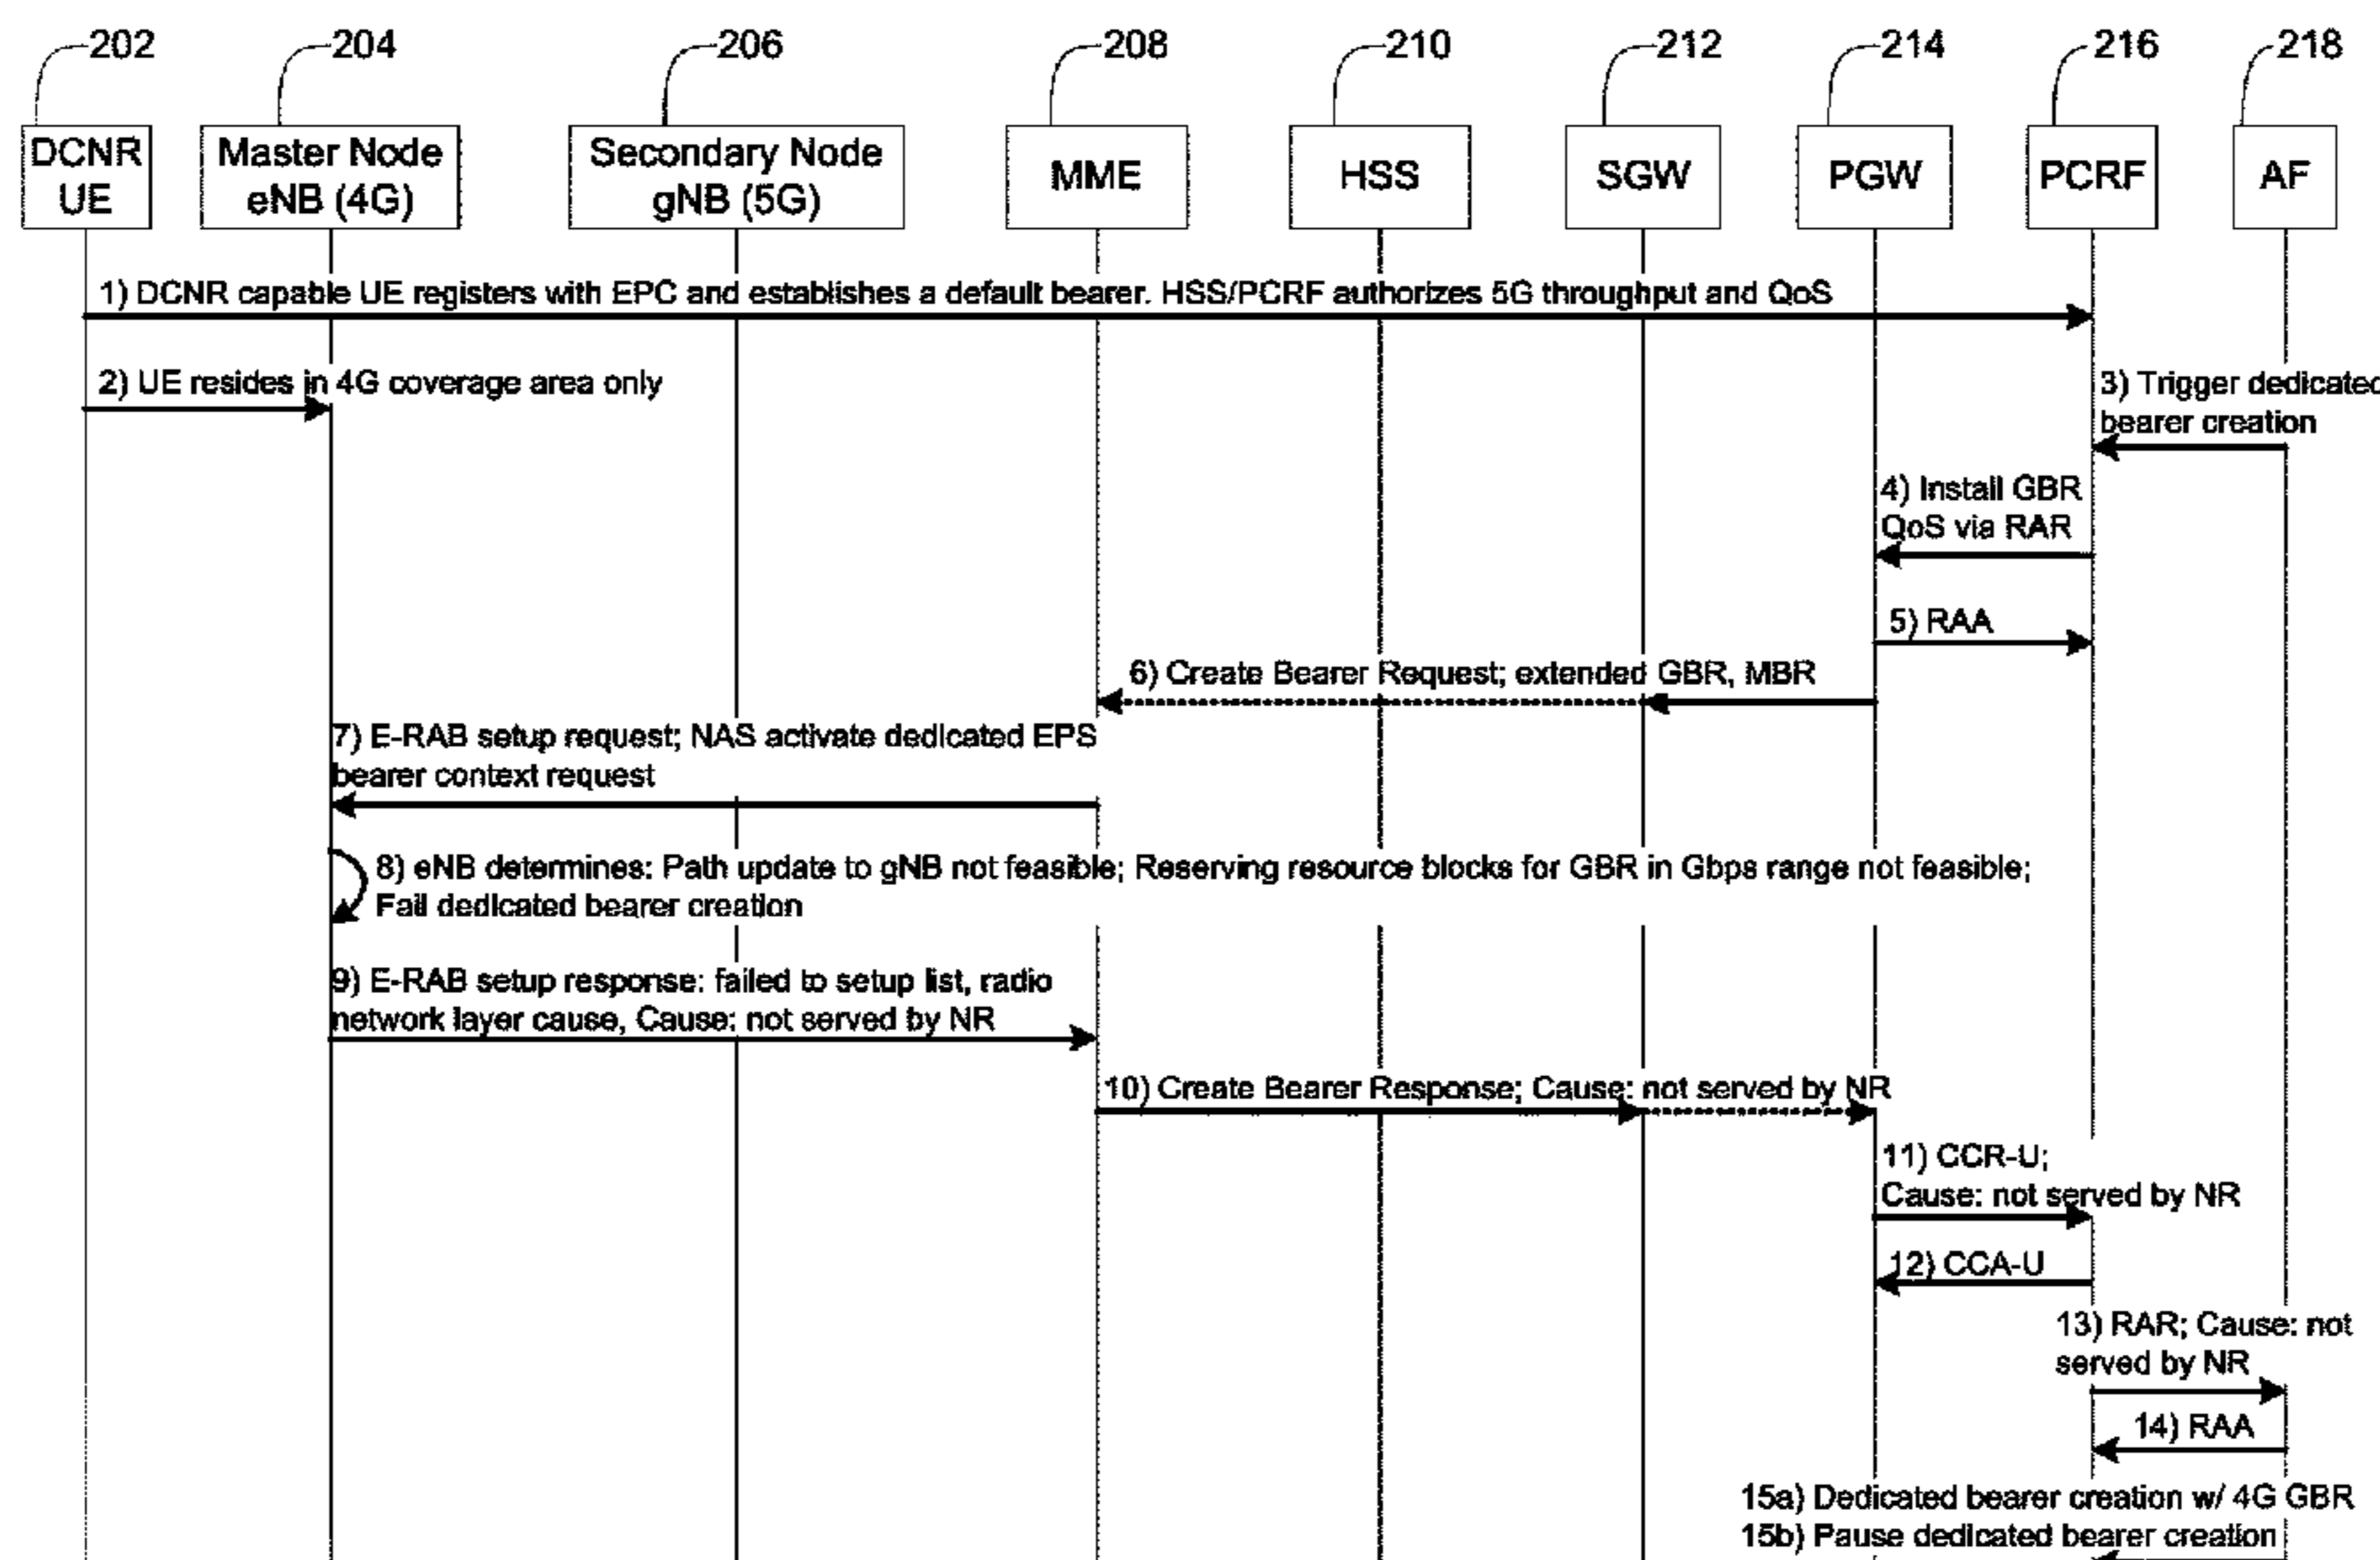 202
204
206
208
210
212
214
216
218
DCNR
UE
Master Node
eNB (4G)
Secondary Node
gNB (5G)
MME
HSS
SGW
PGW
PCRF
AF
1) DCNR capable UE registers with EPC and establishes a default bearer. HSS/PCRF authorizes 5G throughput and QoS
2) UE resides in 4G coverage area only
3) Trigger dedicated
bearer creation
4) Install GBR
QoS via RAR
5) RAA
6) Create Bearer Request; extended GBR, MBR
7) E-RAB setup request; NAS activate dedicated EPS
bearer context request
8) eNB determines: Path update to gNB not feasible; Reserving resource blocks for GBR in Gbps range not feasible;
Fail dedicated bearer creation
9) E-RAB setup response: failed to setup list, radio
network layer cause, Cause: not served by NR
10) Create Bearer Response; Cause: not served by NR
11) CCR-U;
Cause: not served by NR
12) CCA-U
13) RAR; Cause: not
served by NR
14) RAA
15a) Dedicated bearer creation w/ 4G GBR
15b) Pause dedicated bearer creation